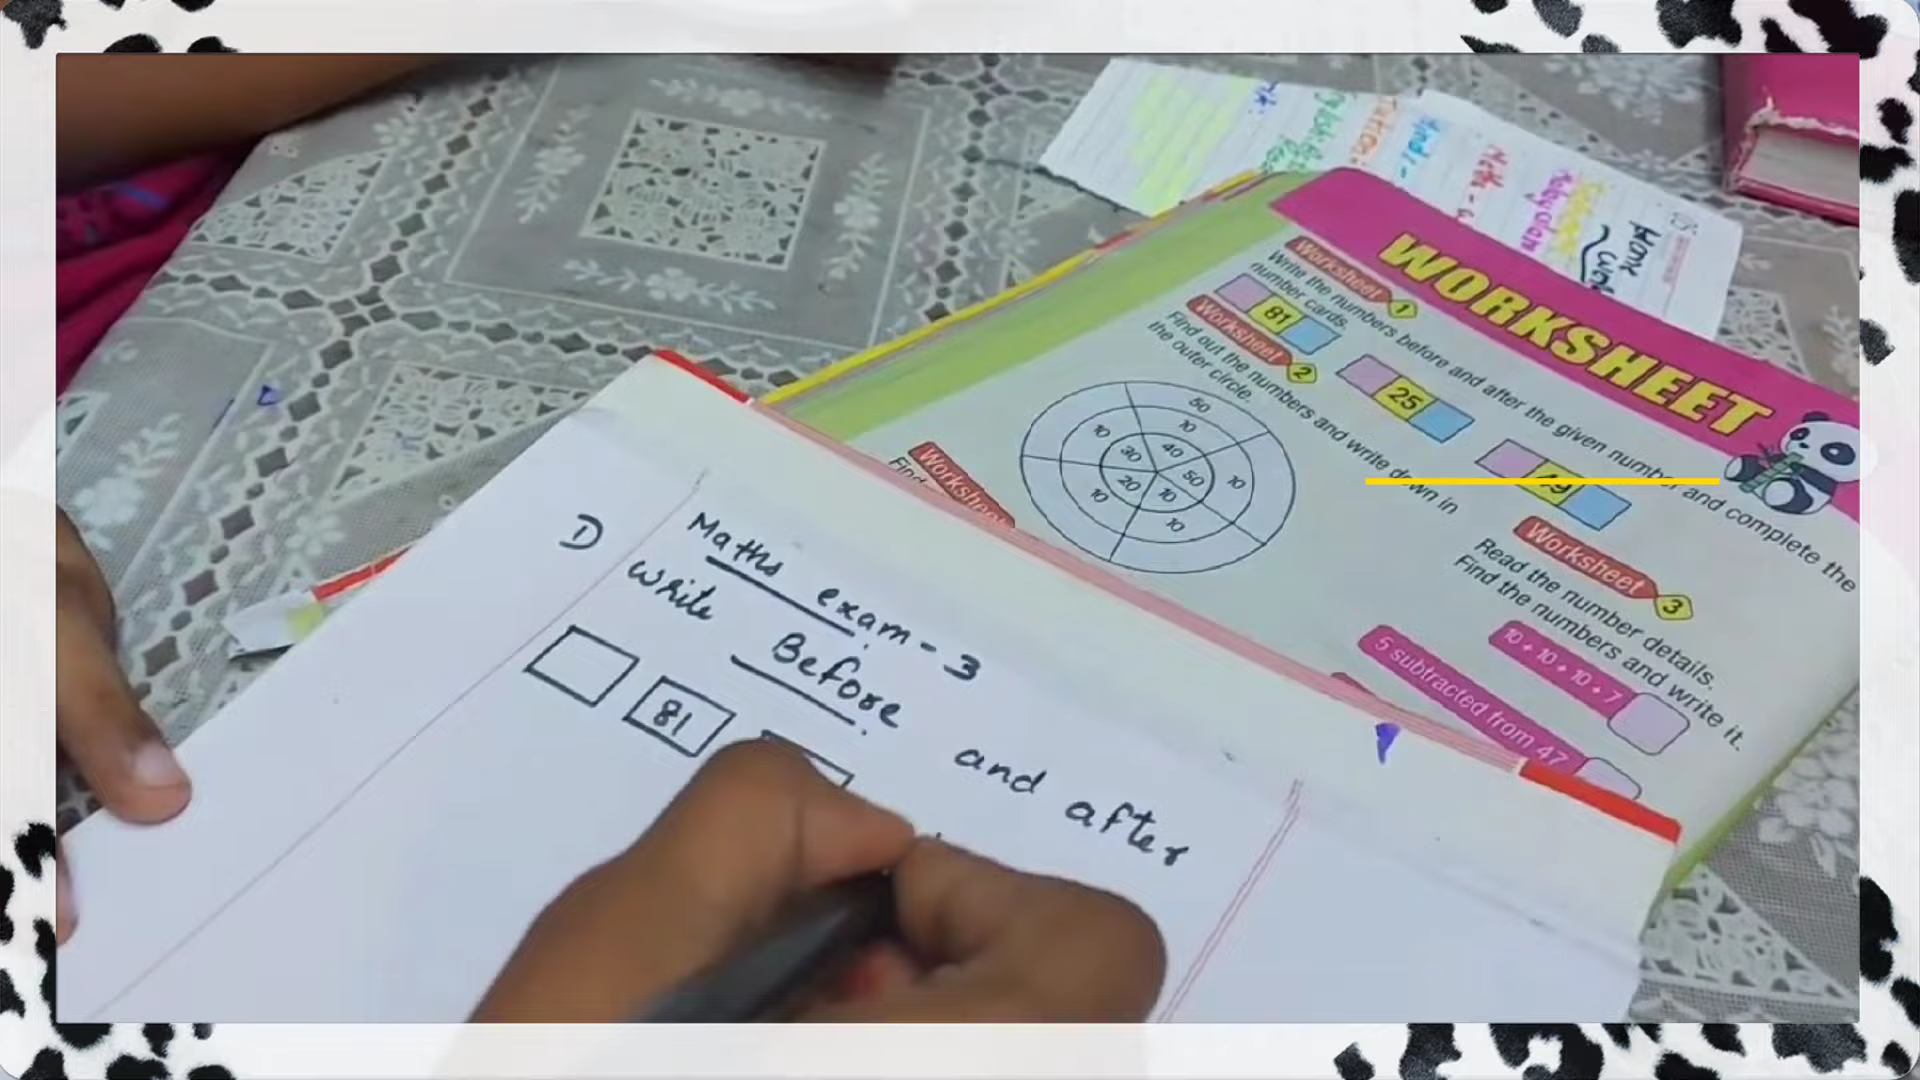 Maths exam - 3
1) Write Before and after
81
WORKSHEET
Worksheet 1
Write the numbers before and after the given number and complete the
number cards.
81
25
Worksheet 2
Find out the numbers and write down in
the outer circle.
50
10
10
10
10
10
40
30
50
20
10
Worksheet
Find
Worksheet 3
Read the number details.
Find the numbers and write it.
10 + 10 + 10 + 7
5 subtracted from 47
Home